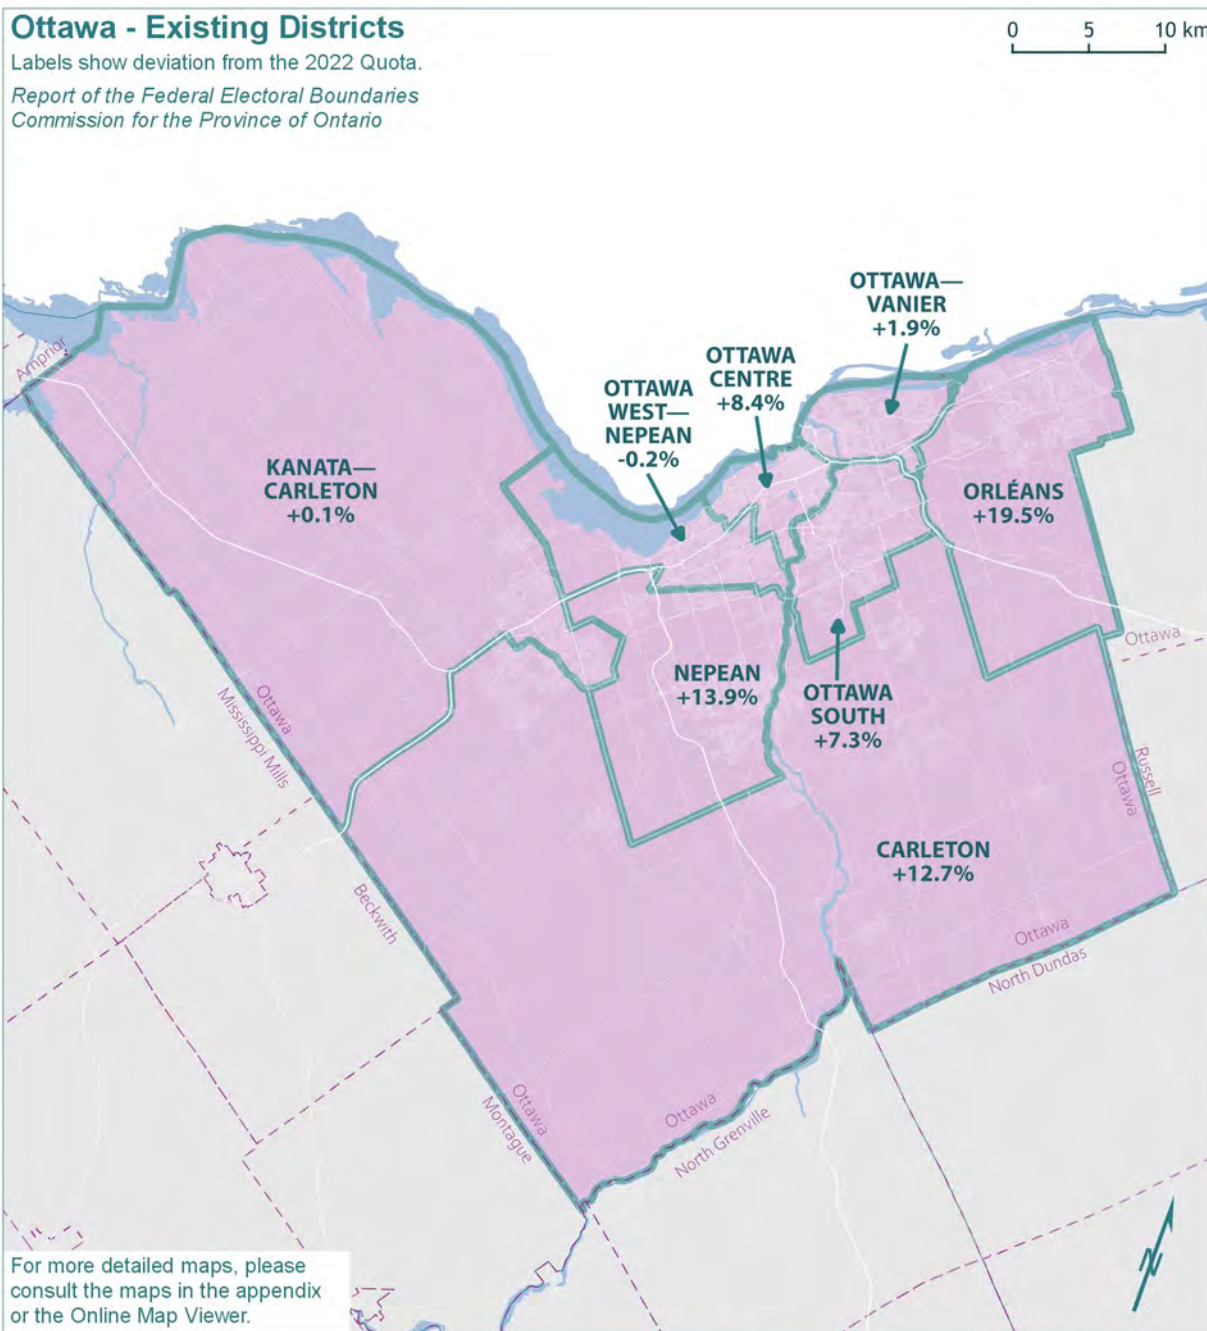 Ottawa - Existing Districts
Labels show deviation from the 2022 Quota.
Report of the Federal Electoral Boundaries
Commission for the Province of Ontario
0 5 10 km
OTTAWA—
VANIER
+1.9%
OTTAWA
CENTRE
+8.4%
OTTAWA
WEST—
NEPEAN
-0.2%
Arnprior
KANATA—
CARLETON
+0.1%
ORLÉANS
+19.5%
Ottawa
NEPEAN
+13.9%
OTTAWA
SOUTH
+7.3%
Ottawa
Mississippi Mills
Russell
Ottawa
CARLETON
+12.7%
Beckwith
Ottawa
North Dundas
Ottawa
Montague
Ottawa
North Grenville
N
For more detailed maps, please
consult the maps in the appendix
or the Online Map Viewer.